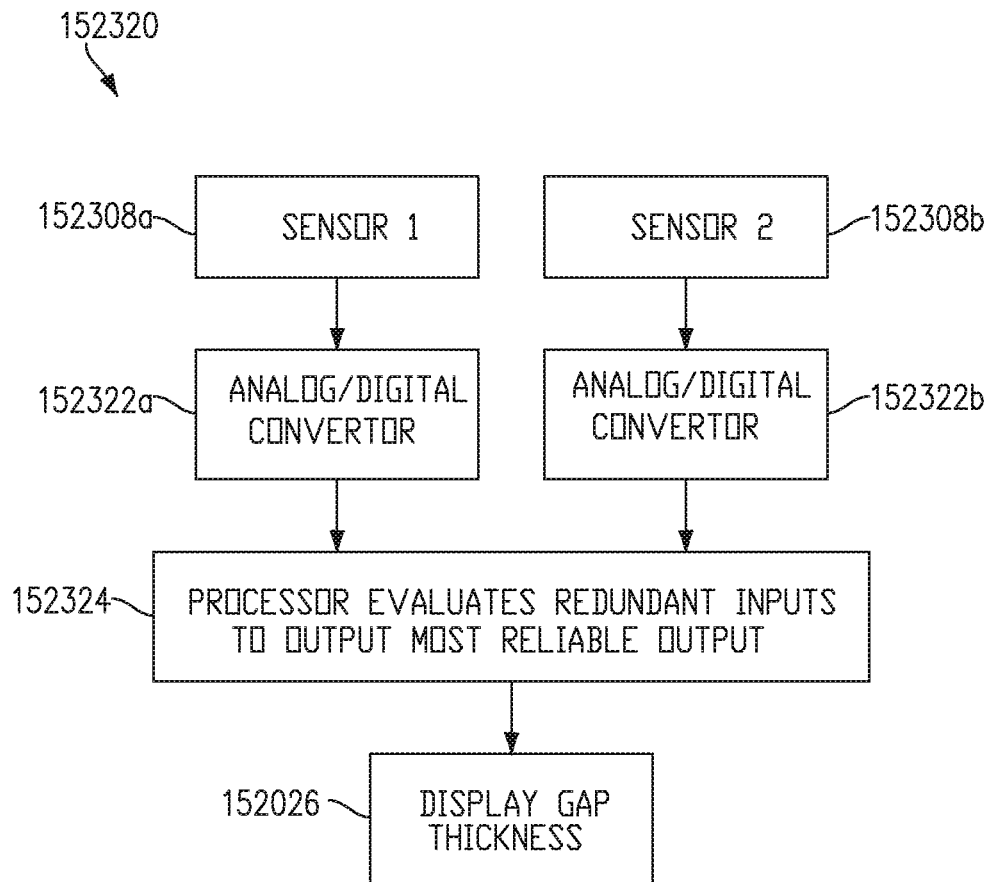 152320
152308a
SENSOR 1
SENSOR 2
152308b
152322a
ANALOG/DIGITAL
CONVERTOR
ANALOG/DIGITAL
CONVERTOR
152322b
152324
PROCESSOR EVALUATES REDUNDANT INPUTS
TO OUTPUT MOST RELIABLE OUTPUT
152026
DISPLAY GAP
THICKNESS